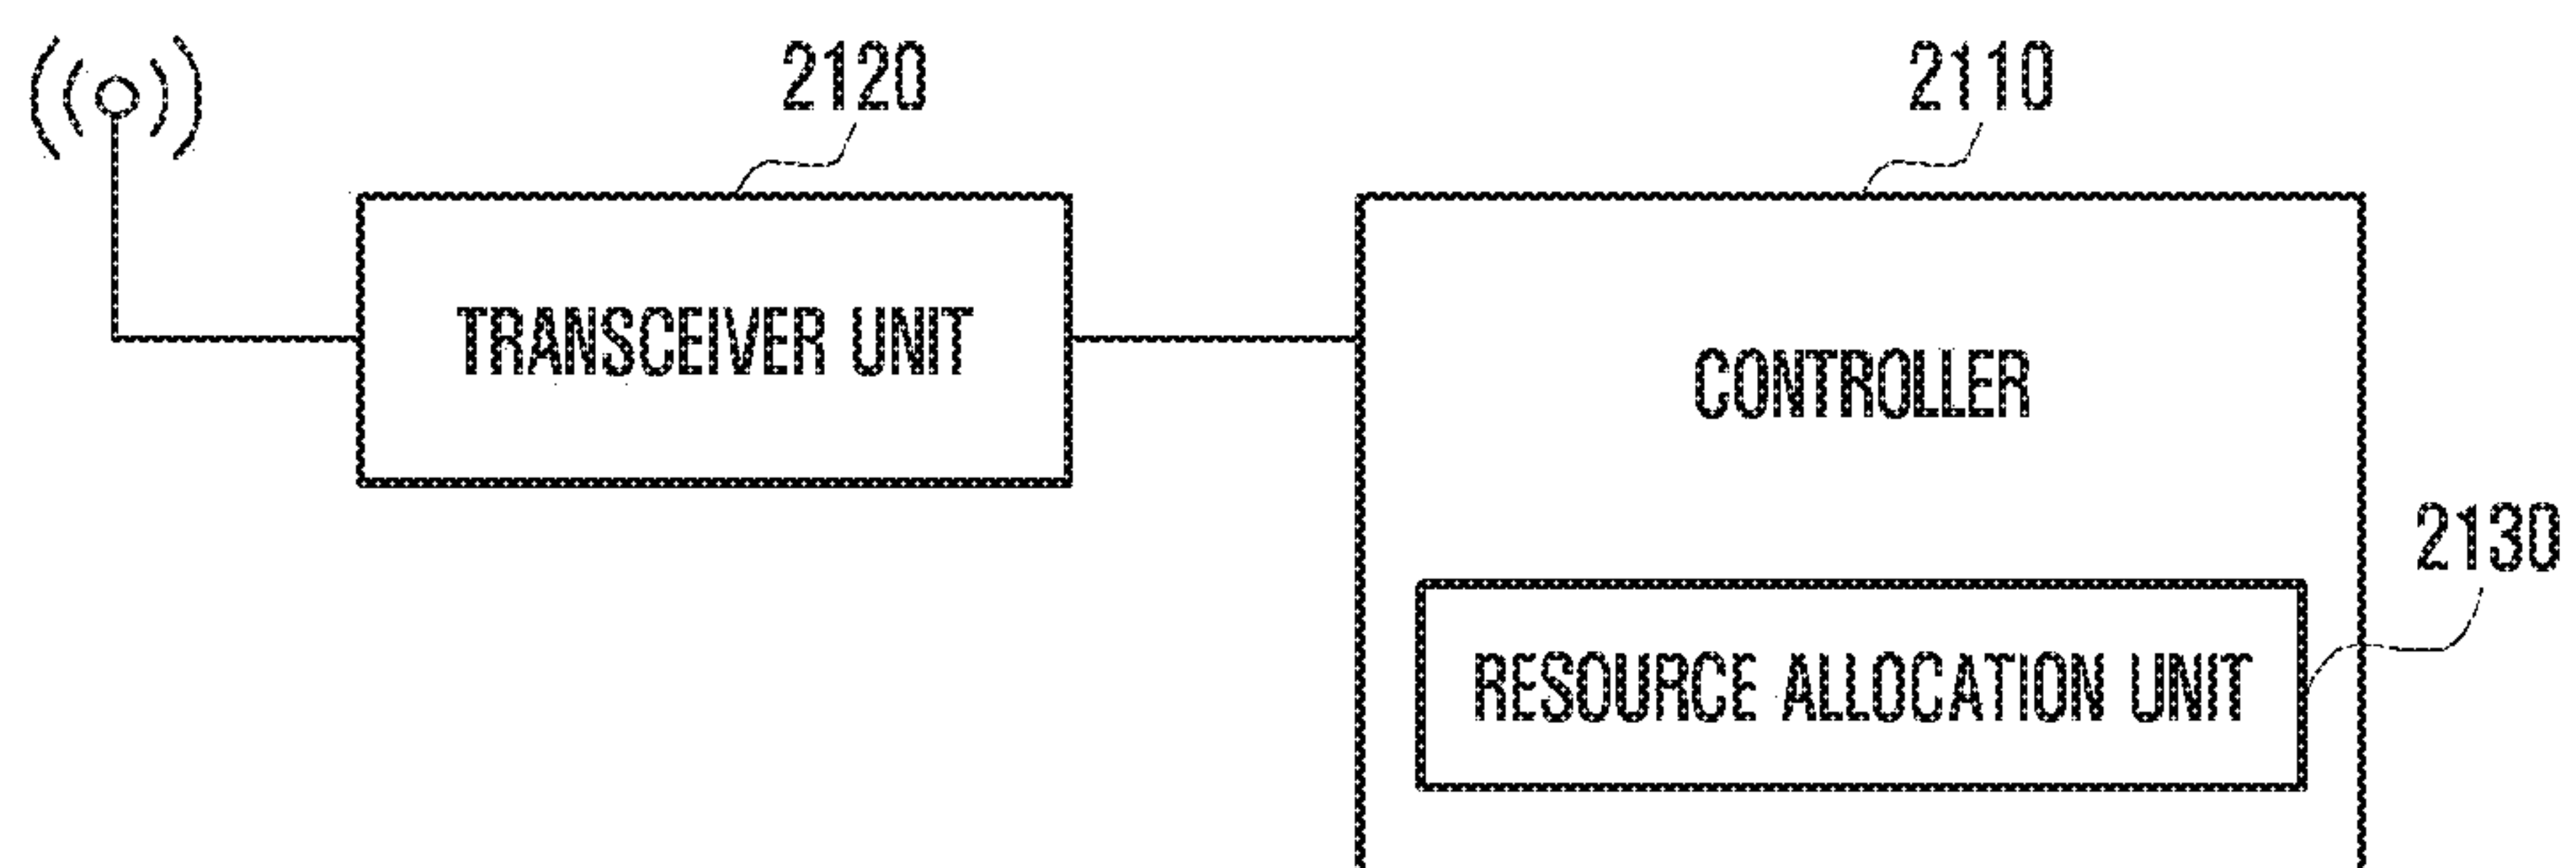 2120
2110
TRANSCEIVER UNIT
CONTROLLER
2130
RESOURCE ALLOCATION UNIT